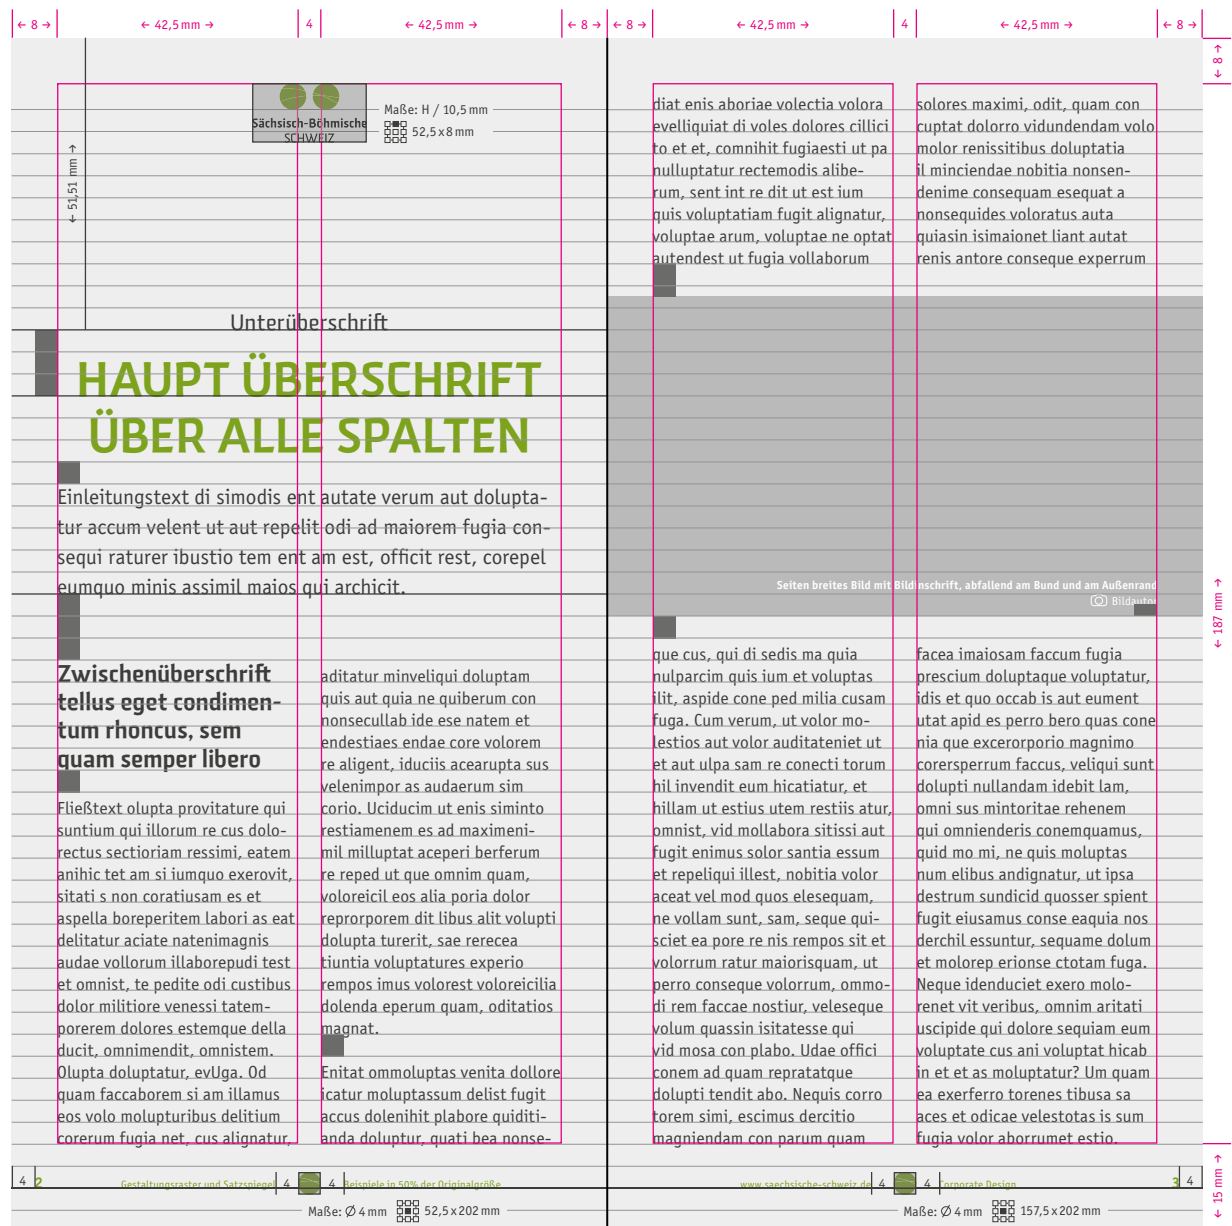 ← 8 →
← 42,5 mm →
4
← 42,5 mm →
← 8 →
← 8 →
← 42,5 mm →
4
← 42,5 mm →
← 8 →
← 8 →
← 187 mm →
← 15 mm →
← 51,51 mm →
Sächsisch-Böhmische
SCHWEIZ
Maße: H / 10,5 mm
52,5 x 8 mm
Unterüberschrift
HAUPT ÜBERSCHRIFT
ÜBER ALLE SPALTEN
Einleitungstext di simodis ent autate verum aut dolupta-
tur accum velent ut aut repelit odi ad maiorem fugia con-
sequi raturer ibustio tem ent am est, officit rest, corepel
eumquo minis assimil maios qui archicit.
Zwischenüberschrift
tellus eget condimen-
tum rhoncus, sem
quam semper libero
Fließtext olupta provitature qui
suntium qui illorum re cus dolo-
rectus sectioriam ressimi, eatem
anihic tet am si iumquo exerovit,
sitati s non coratiusam es et
aspella boreperitem labori as eat
delitatur aciate natenimagnis
audae vollorum illaborepudi test
et omnist, te pedite odi custibus
dolor militiore venessi tatem-
porerem dolores estemque della
ducit, omnimendit, omnistem.
Olupta doluptatur, evUga. Od
quam faccaborem si am illamus
eos volo molupturibus delitium
corerum fugia net, cus alignatur,
aditatur minveliqui doluptam
quis aut quia ne quiberum con
nonsecullab ide ese natem et
endestiaes endae core volorem
re aligent, iduciis acearupta sus
velenimpor as audaerum sim
corio. Uciducim ut enis siminto
restiamenem es ad maximeni-
mil milluptat aceperi berferum
re reped ut que omnim quam,
voloreicil eos alia poria dolor
reprorporem dit libus alit volupti
dolupta turerit, sae rerecea
tiuntia voluptatures experio
rempos imus volorest voloreicilia
dolenda eperum quam, oditatios
magnat.
Enitat ommoluptas venita dollore
icatur moluptassum delist fugit
accus dolenihit plabore quiditi-
anda doluptur, quati bea nonse-
diat enis aboriae volectia volora
evelliquiat di voles dolores cillici
to et et, comnihit fugiaesti ut pa
nulluptatur rectemodis alibe-
rum, sent int re dit ut est ium
quis voluptatiam fugit alignatur,
voluptae arum, voluptae ne optat
autendest ut fugia vollaborum
solores maximi, odit, quam con
cuptat dolorro vidundendam volo
molor renissitibus doluptatia
il minciendae nobitia nonsen-
denime consequam esequat a
nonsequides voloratus auta
quiasin isimaionet liant autat
renis antore conseque experrum
Seiten breites Bild mit Bildinschrift, abfallend am Bund und am Außenrand
Bildautor
que cus, qui di sedis ma quia
nulparcim quis ium et voluptas
ilit, aspide cone ped milia cusam
fuga. Cum verum, ut volor mo-
lestios aut volor auditateniet ut
et aut ulpa sam re conecti torum
hil invendit eum hicatiatur, et
hillam ut estius utem restiis atur,
omnist, vid mollabora sitissi aut
fugit enimus solor santia essum
et repeliqui illest, nobitia volor
aceat vel mod quos elesequam,
ne vollam sunt, sam, seque qui-
sciet ea pore re nis rempos sit et
volorrum ratur maiorisquam, ut
perro conseque volorrum, ommo-
di rem faccae nostiur, veleseque
volum quassin isitatesse qui
vid mosa con plabo. Udae offici
conem ad quam repratatque
dolupti tendit abo. Nequis corro
torem simi, escimus dercitio
magniendam con parum quam
facea imaiosam faccum fugia
prescium doluptaque voluptatur,
idis et quo occab is aut eument
utat apid es perro bero quas cone
nia que excerorporio magnimo
corersperrum faccus, veliqui sunt
dolupti nullandam idebit lam,
omni sus mintoritae rehenem
qui omnienderis conemquamus,
quid mo mi, ne quis moluptas
num elibus andignatur, ut ipsa
destrum sundicid quosser spient
fugit eiusamus conse eaquia nos
derchil essuntur, sequame dolum
et molorep erionse ctotam fuga.
Neque idenduciet exero molo-
renet vit veribus, omnim aritati
uscipide qui dolore sequiam eum
voluptate cus ani voluptat hicab
in et et as moluptatur? Um quam
ea exerferro torenes tibusa sa
aces et odicae velestotas is sum
fugia volor aborrumet estio.
4 2 Gestaltungsraster und Satzspiegel 4 4 Beispiele in 50% der Originalgröße
www.saechsische-schweiz.de 4 4 Corporate Design 3 4
Maße: Ø 4 mm 52,5 x 202 mm
Maße: Ø 4 mm 157,5 x 202 mm